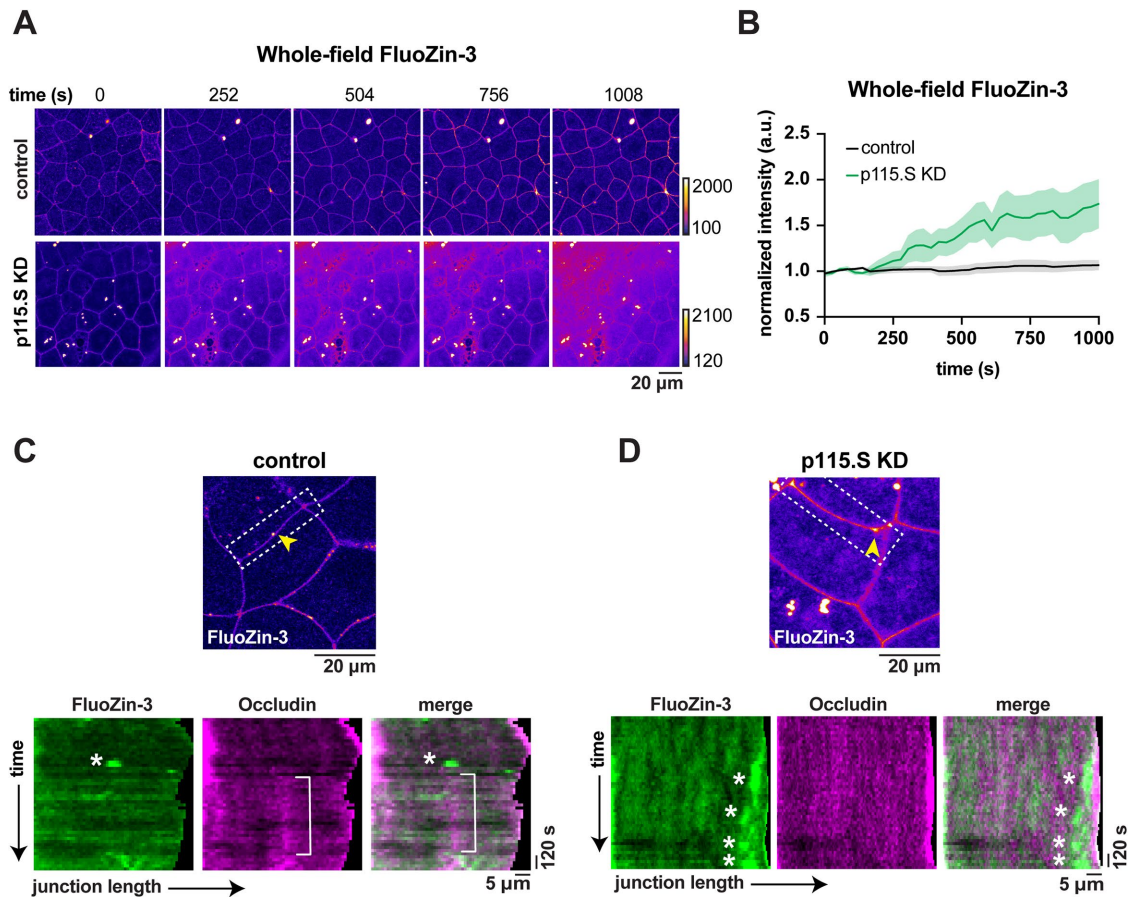 A
Whole-field FluoZin-3
time (s) 0 252 504 756 1008
control
2000
100
p115.S KD
2100
120
20 µm
B
Whole-field FluoZin-3
normalized intensity (a.u.)
2.5
2.0
1.5
1.0
0.5
control
p115.S KD
0 250 500 750 1000
time (s)
C
control
FluoZin-3
20 µm
FluoZin-3 Occludin merge
time
*
*
120 s
junction length
5 µm
D
p115.S KD
FluoZin-3
20 µm
FluoZin-3 Occludin merge
time
* *
* *
* *
* *
120 s
junction length
5 µm